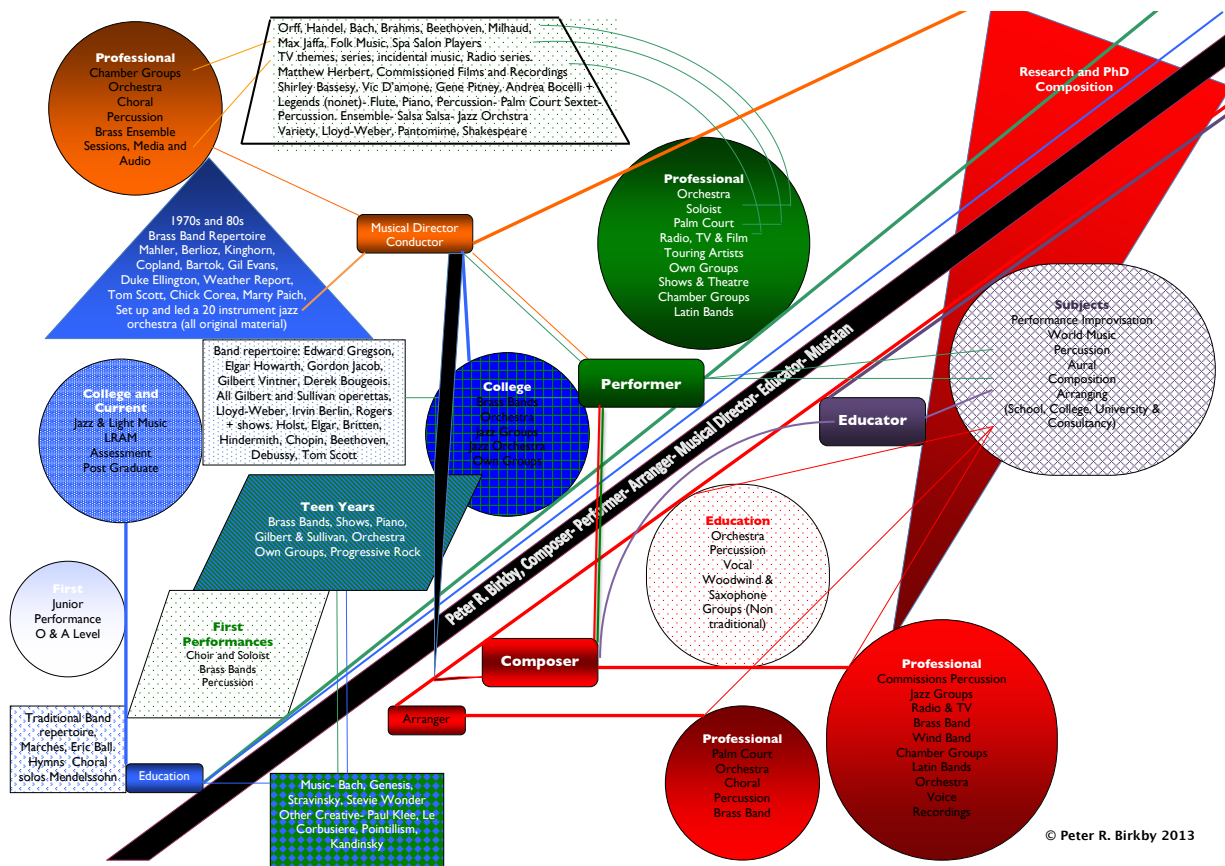 Professional
Chamber Groups
Orchestra
Choral
Percussion
Brass Ensemble
Sessions, Media and
Audio
Orff, Handel, Bach, Brahms, Beethoven, Milhaud,
Max Jaffa, Folk Music, Spa Salon Players
TV themes, series, incidental music, Radio series.
Matthew Herbert, Commissioned Films and Recordings
Shirley Bassesy, Vic D'amone, Gene Pitney, Andrea Bocelli +
Legends (nonet)- Flute, Piano, Percussion- Palm Court Sextet-
Percussion. Ensemble- Salsa Salsa- Jazz Orchstra
Variety, Lloyd-Weber, Pantomime, Shakespeare
Research and PhD
Composition
1970s and 80s
Brass Band Repertoire
Mahler, Berlioz, Kinghorn,
Copland, Bartok, Gil Evans,
Duke Ellington, Weather Report,
Tom Scott, Chick Corea, Marty Paich,
Set up and led a 20 instrument jazz
orchestra (all original material)
Musical Director
Conductor
Professional
Orchestra
Soloist
Palm Court
Radio, TV & Film
Touring Artists
Own Groups
Shows & Theatre
Chamber Groups
Latin Bands
Subjects
Performance Improvisation
World Music
Percussion
Aural
Composition
Arranging
(School, College, University &
Consultancy)
Band repertoire: Edward Gregson,
Elgar Howarth, Gordon Jacob,
Gilbert Vintner, Derek Bougeois.
All Gilbert and Sullivan operettas,
Lloyd-Weber, Irvin Berlin, Rogers
+ shows. Holst, Elgar, Britten,
Hindermith, Chopin, Beethoven,
Debussy, Tom Scott
College and
Current
Jazz & Light Music
LRAM
Assessment
Post Graduate
College
Brass Bands
Orchestra
Jazz Groups
Jazz Orchestra
Own Groups
Performer
Educator
Peter R. Birkby, Composer- Performer- Arranger- Musical Director- Educator- Musician
Teen Years
Brass Bands, Shows, Piano,
Gilbert & Sullivan, Orchestra
Own Groups, Progressive Rock
Education
Orchestra
Percussion
Vocal
Woodwind &
Saxophone
Groups (Non
traditional)
First
Junior
Performance
O & A Level
First
Performances
Choir and Soloist
Brass Bands
Percussion
Composer
Arranger
Professional
Commissions Percussion
Jazz Groups
Radio & TV
Brass Band
Wind Band
Chamber Groups
Latin Bands
Orchestra
Voice
Recordings
Traditional Band
repertoire,
Marches, Eric Ball,
Hymns Choral
solos Mendelssohn
Education
Professional
Palm Court
Orchestra
Choral
Percussion
Brass Band
Music- Bach, Genesis,
Stravinsky, Stevie Wonder
Other Creative- Paul Klee, Le
Corbusiere, Pointillism,
Kandinsky
© Peter R. Birkby 2013